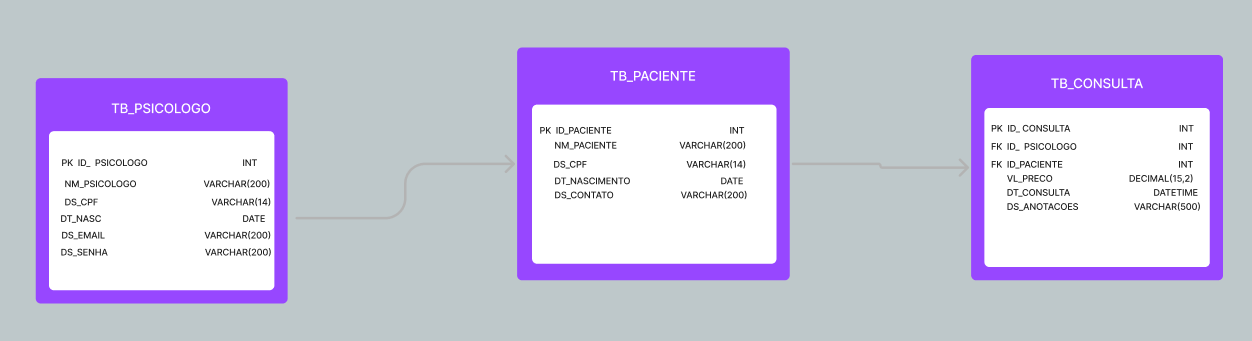 TB_PSICOLOGO
PK ID_ PSICOLOGO INT
NM_PSICOLOGO VARCHAR(200)
DS_CPF VARCHAR(14)
DT_NASC DATE
DS_EMAIL VARCHAR(200)
DS_SENHA VARCHAR(200)
TB_PACIENTE
PK ID_PACIENTE INT
NM_PACIENTE VARCHAR(200)
DS_CPF VARCHAR(14)
DT_NASCIMENTO DATE
DS_CONTATO VARCHAR(200)
TB_CONSULTA
PK ID_ CONSULTA INT
FK ID_ PSICOLOGO INT
FK ID_PACIENTE INT
VL_PRECO DECIMAL(15,2)
DT_CONSULTA DATETIME
DS_ANOTACOES VARCHAR(500)